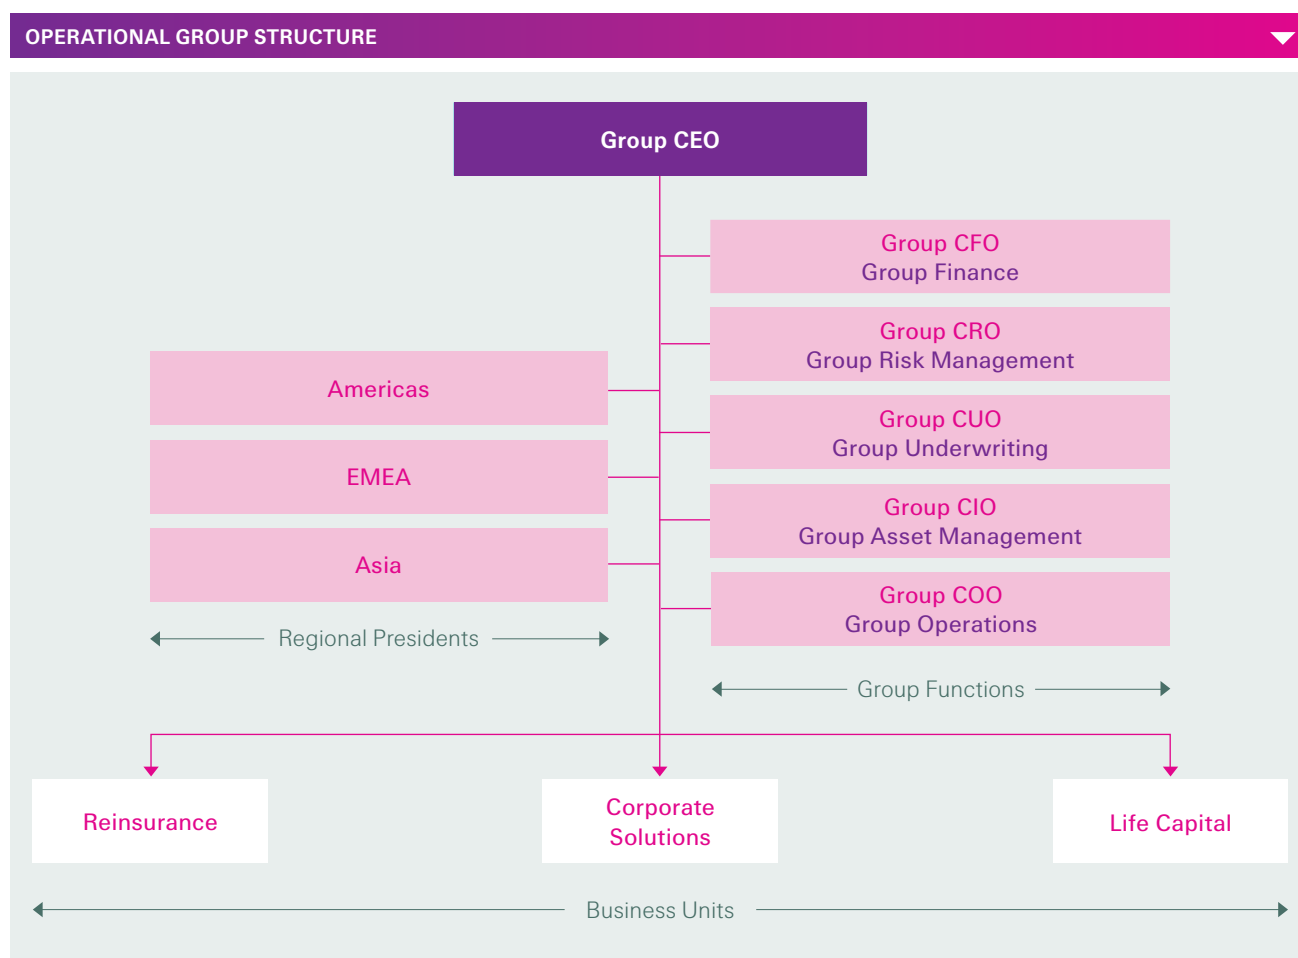 OPERATIONAL GROUP STRUCTURE
Group CEO
Group CFO
Group Finance
Group CRO
Group Risk Management
Americas
Group CUO
Group Underwriting
EMEA
Group CIO
Group Asset Management
Asia
Group COO
Group Operations
Regional Presidents
Group Functions
Reinsurance
Corporate
Solutions
Life Capital
Business Units